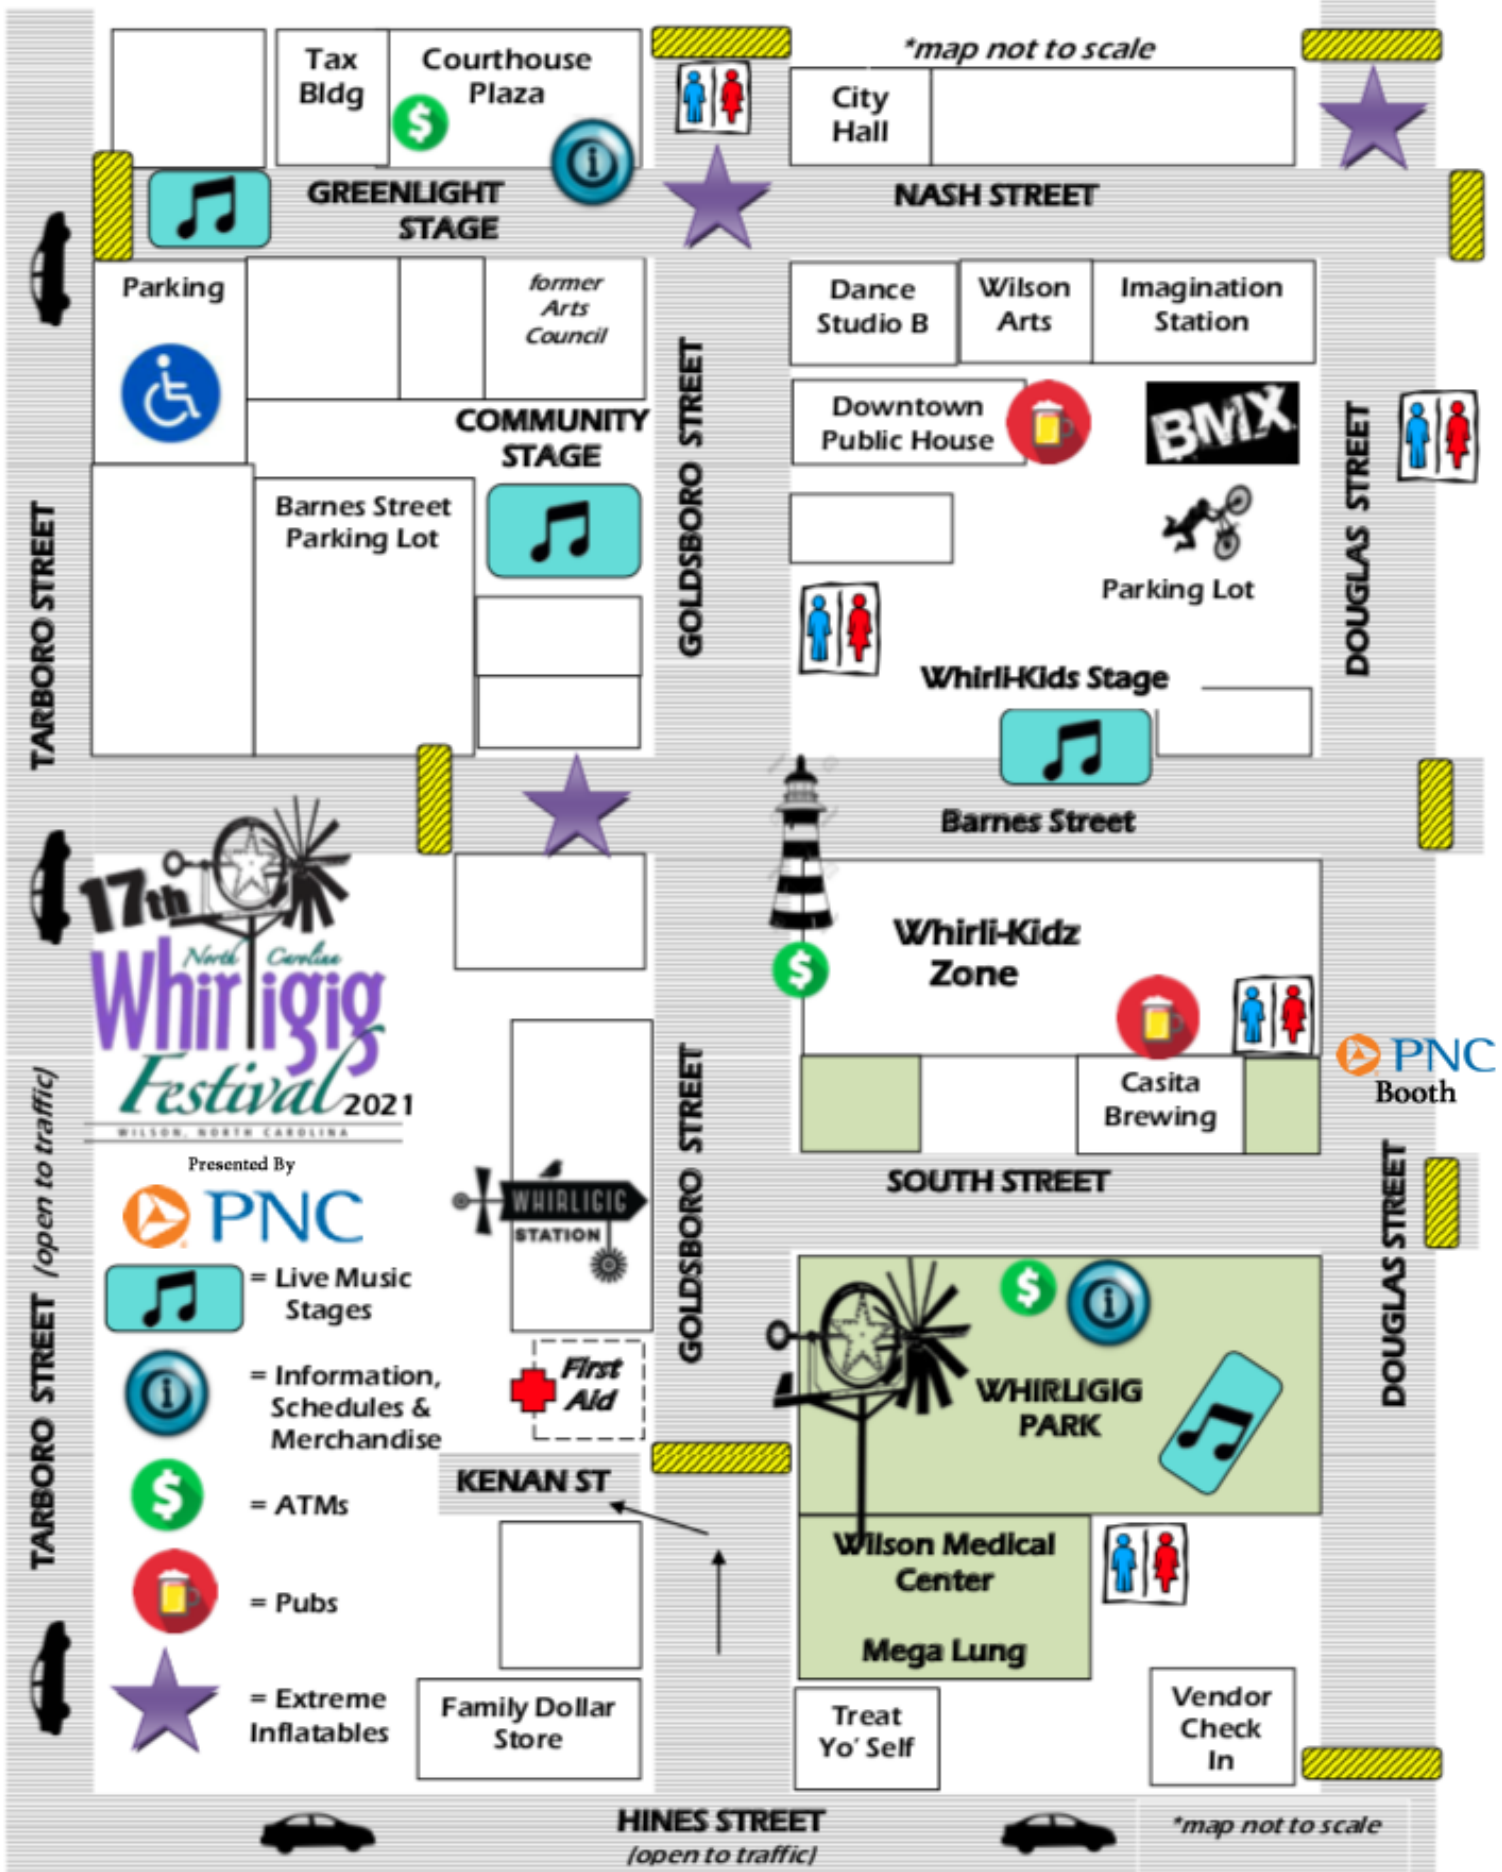 Tax
Bldg
Courthouse
Plaza
*map not to scale
City
Hall
GREENLIGHT
STAGE
NASH STREET
Parking
former
Arts
Council
Dance
Studio B
Wilson
Arts
Imagination
Station
COMMUNITY
STAGE
Downtown
Public House
BMX
Barnes Street
Parking Lot
GOLDSBORO STREET
DOUGLAS STREET
TARBORO STREET
Parking Lot
Whirli-Kids Stage
Barnes Street
17th
North Carolina
Whirligig
Festival 2021
WILSON, NORTH CAROLINA
Presented By
PNC
Whirli-Kidz
Zone
PNC
Booth
Casita
Brewing
SOUTH STREET
WHIRLIGIG
STATION
GOLDSBORO STREET
DOUGLAS STREET
TARBORO STREET (open to traffic)
= Live Music
Stages
= Information,
Schedules &
Merchandise
= ATMs
= Pubs
= Extreme
Inflatables
First
Aid
WHIRLIGIG
PARK
KENAN ST
Wilson Medical
Center
Mega Lung
Family Dollar
Store
Treat
Yo' Self
Vendor
Check
In
HINES STREET
(open to traffic)
*map not to scale